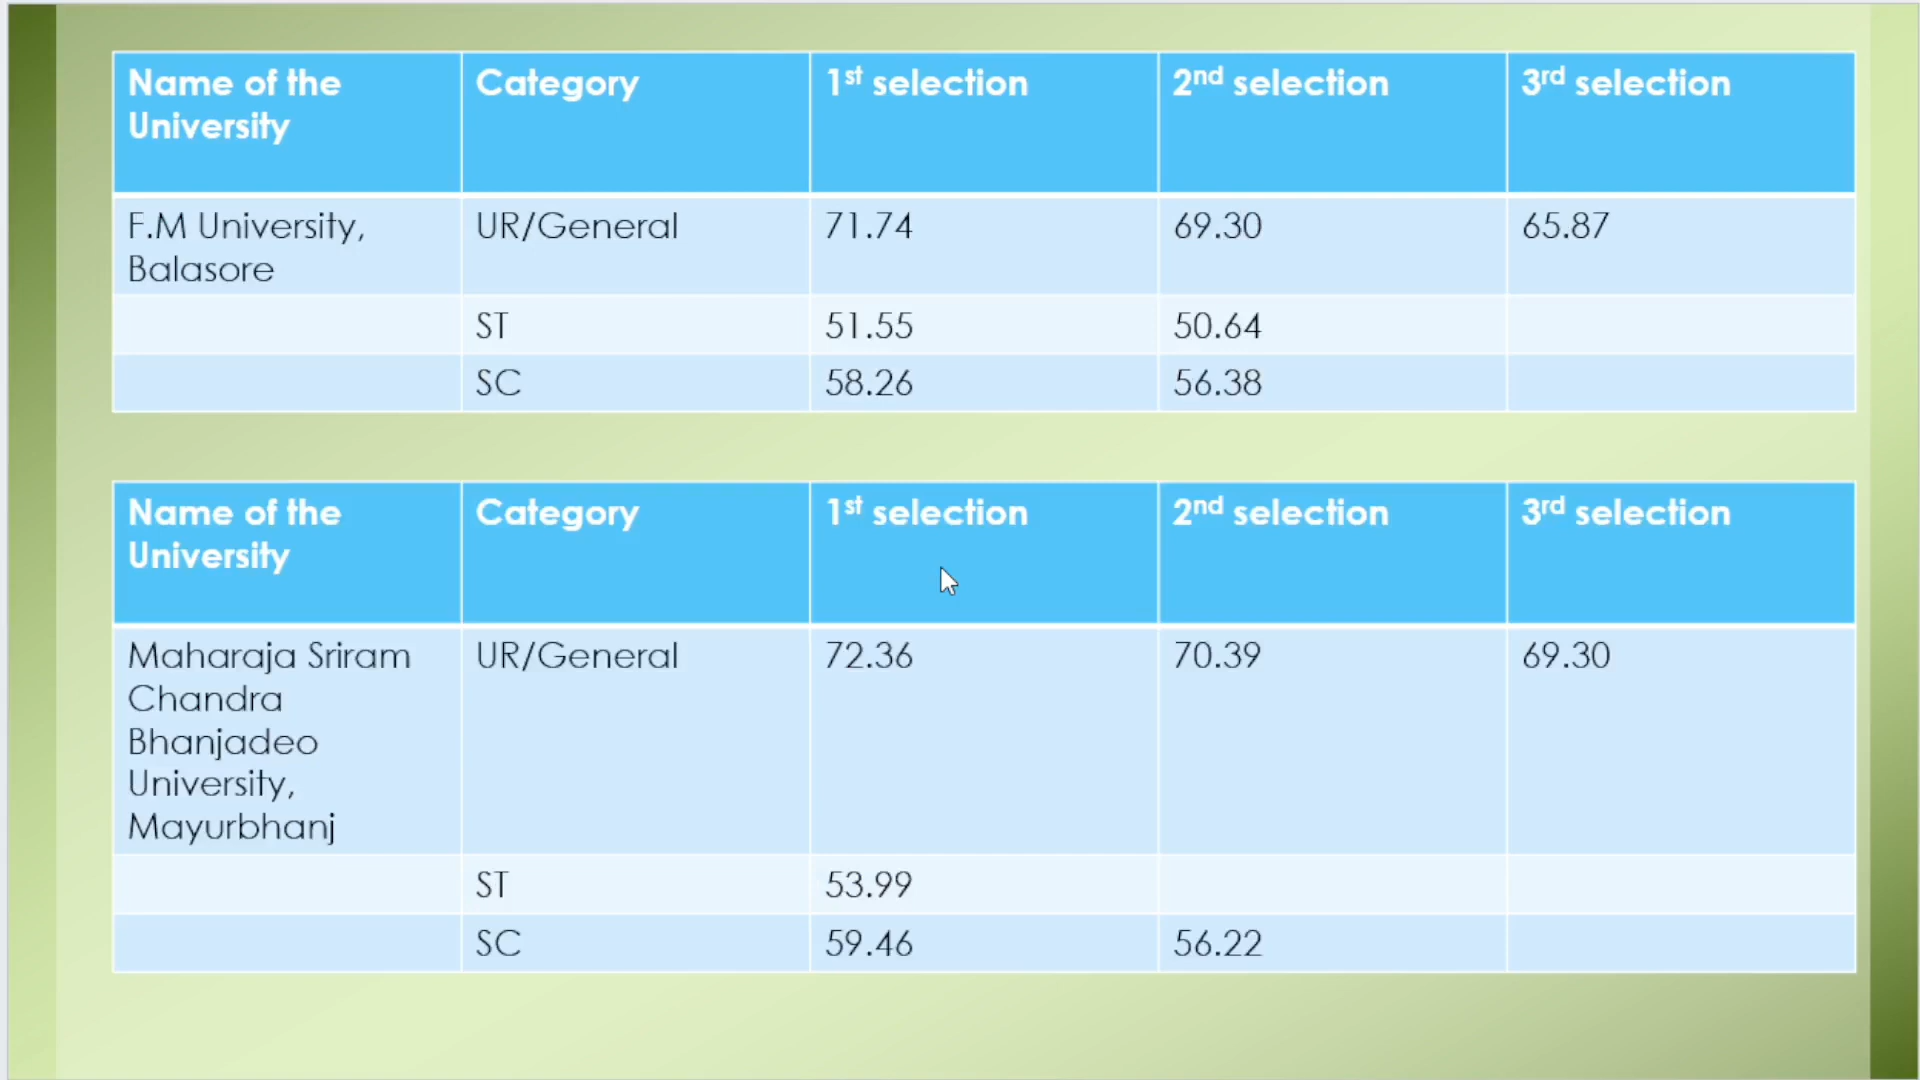 Name of the University Category 1st selection 2nd selection 3rd selection
F.M University, Balasore UR/General 71.74 69.30 65.87
ST 51.55 50.64
SC 58.26 56.38
Name of the University Category 1st selection 2nd selection 3rd selection
Maharaja Sriram Chandra Bhanjadeo University, Mayurbhanj UR/General 72.36 70.39 69.30
ST 53.99
SC 59.46 56.22